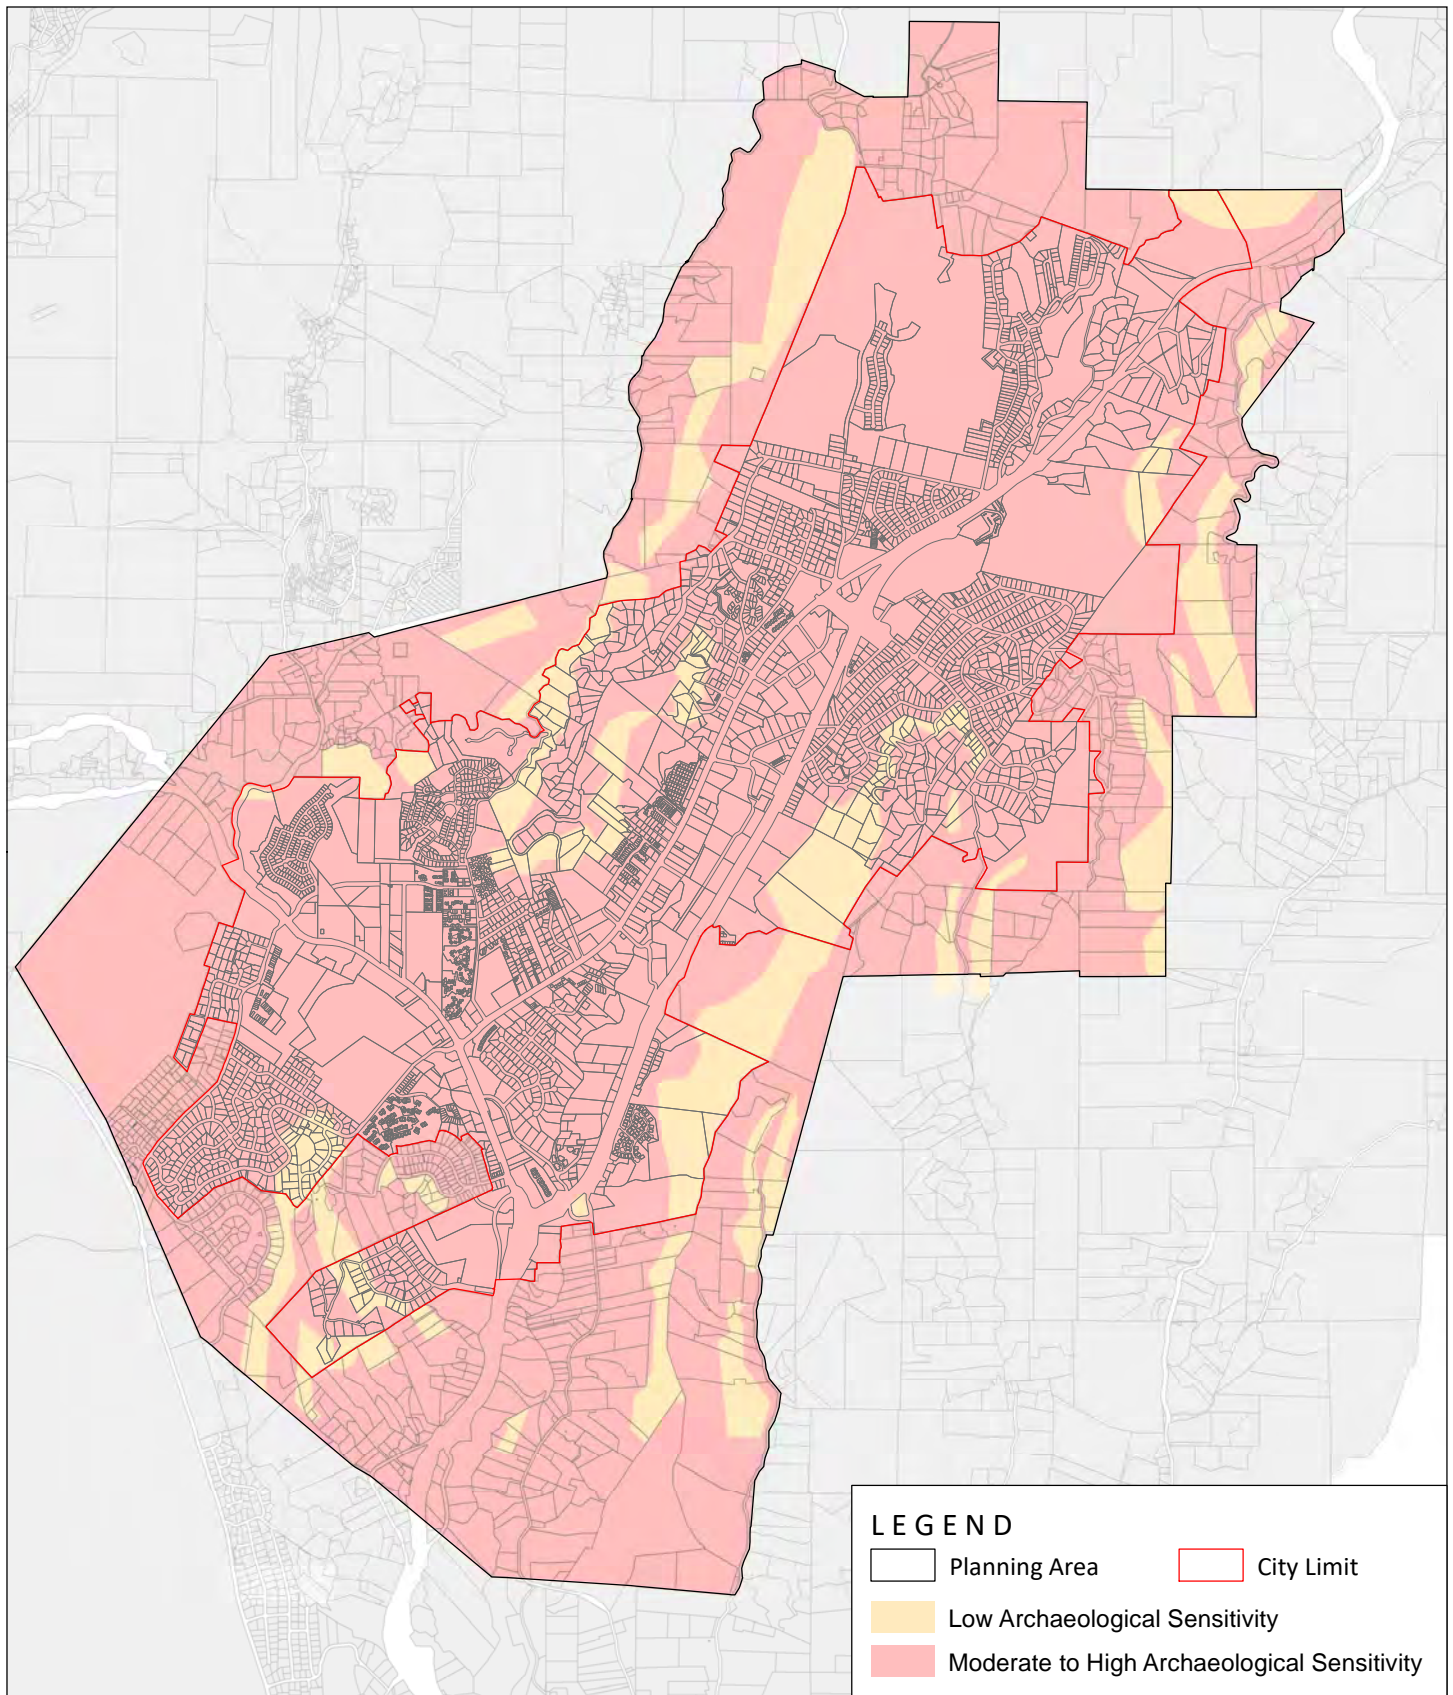 LEGEND
Planning Area
City Limit
Low Archaeological Sensitivity
Moderate to High Archaeological Sensitivity